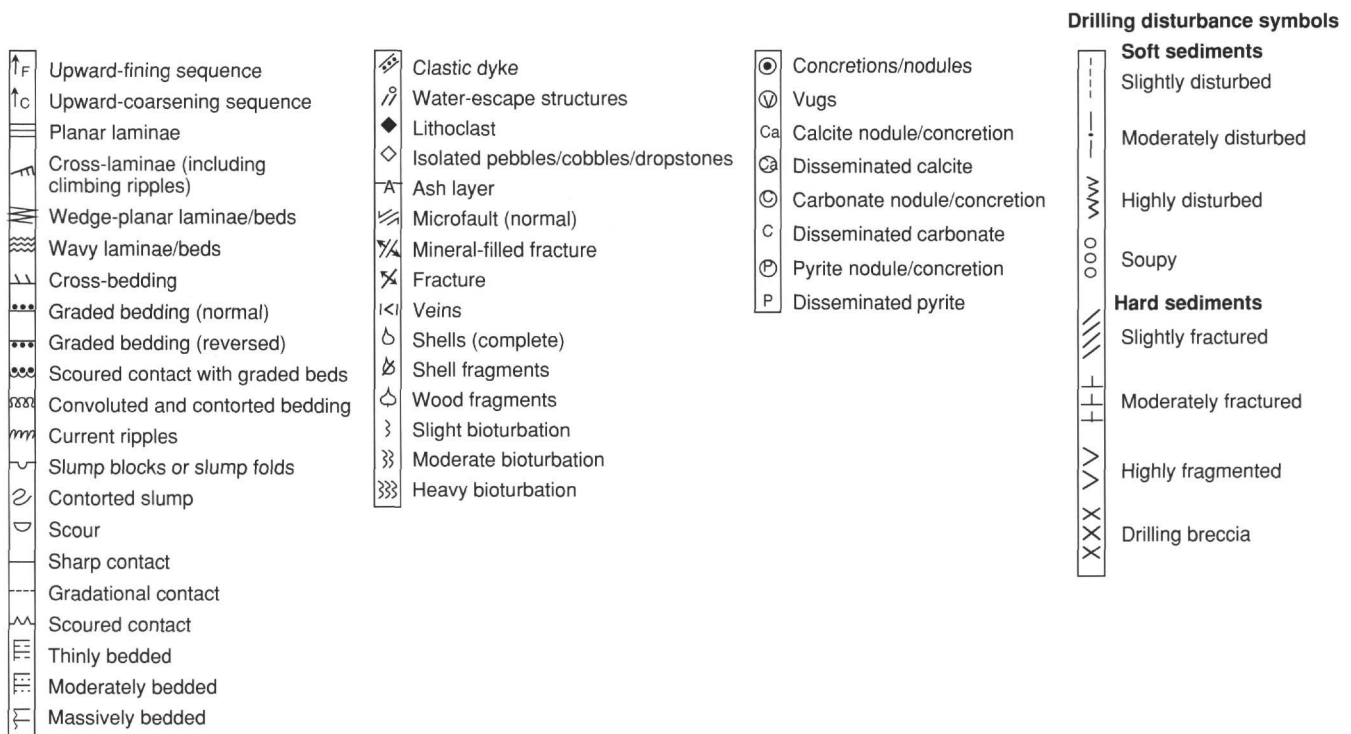 Upward-fining sequence
Upward-coarsening sequence
Planar laminae
Cross-laminae (including
climbing ripples)
Wedge-planar laminae/beds
Wavy laminae/beds
Cross-bedding
Graded bedding (normal)
Graded bedding (reversed)
Scoured contact with graded beds
Convoluted and contorted bedding
Current ripples
Slump blocks or slump folds
Contorted slump
Scour
Sharp contact
Gradational contact
Scoured contact
Thinly bedded
Moderately bedded
Massively bedded
Clastic dyke
Water-escape structures
Lithoclast
Isolated pebbles/cobbles/dropstones
A Ash layer
Microfault (normal)
Mineral-filled fracture
Fracture
Veins
Shells (complete)
Shell fragments
Wood fragments
Slight bioturbation
Moderate bioturbation
Heavy bioturbation
Concretions/nodules
V Vugs
Ca Calcite nodule/concretion
Ca Disseminated calcite
C Carbonate nodule/concretion
C Disseminated carbonate
P Pyrite nodule/concretion
P Disseminated pyrite
Drilling disturbance symbols
Soft sediments
Slightly disturbed
Moderately disturbed
Highly disturbed
Soupy
Hard sediments
Slightly fractured
Moderately fractured
Highly fragmented
Drilling breccia